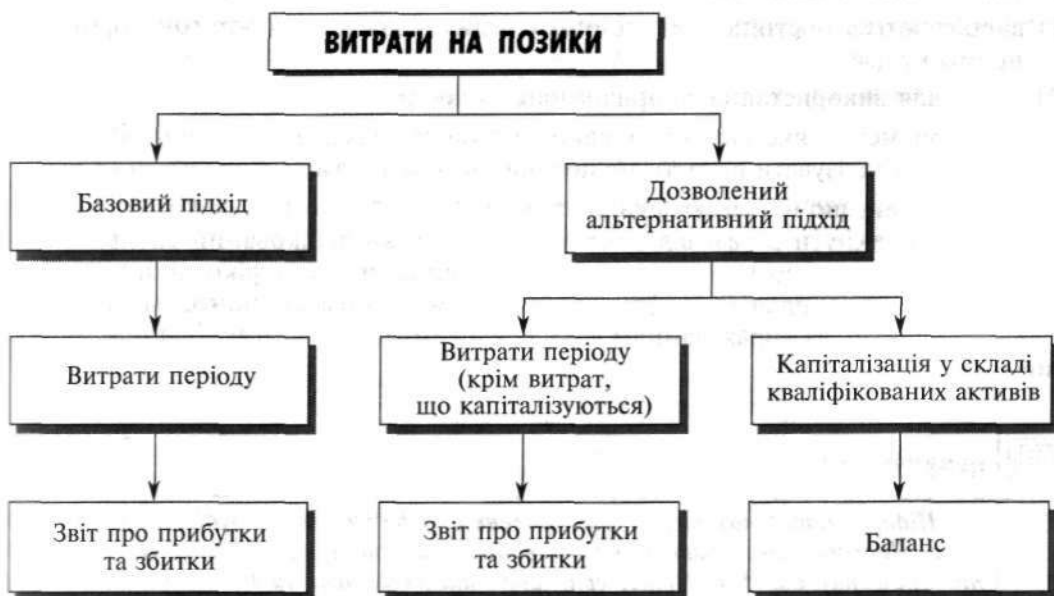 ВИТРАТИ НА ПОЗИКИ
Базовий підхід
Дозволений
альтернативний підхід
Витрати періоду
Витрати періоду
(крім витрат,
що капіталізуються)
Капіталізація у складі
кваліфікованих активів
Звіт про прибутки
та збитки
Звіт про прибутки
та збитки
Баланс